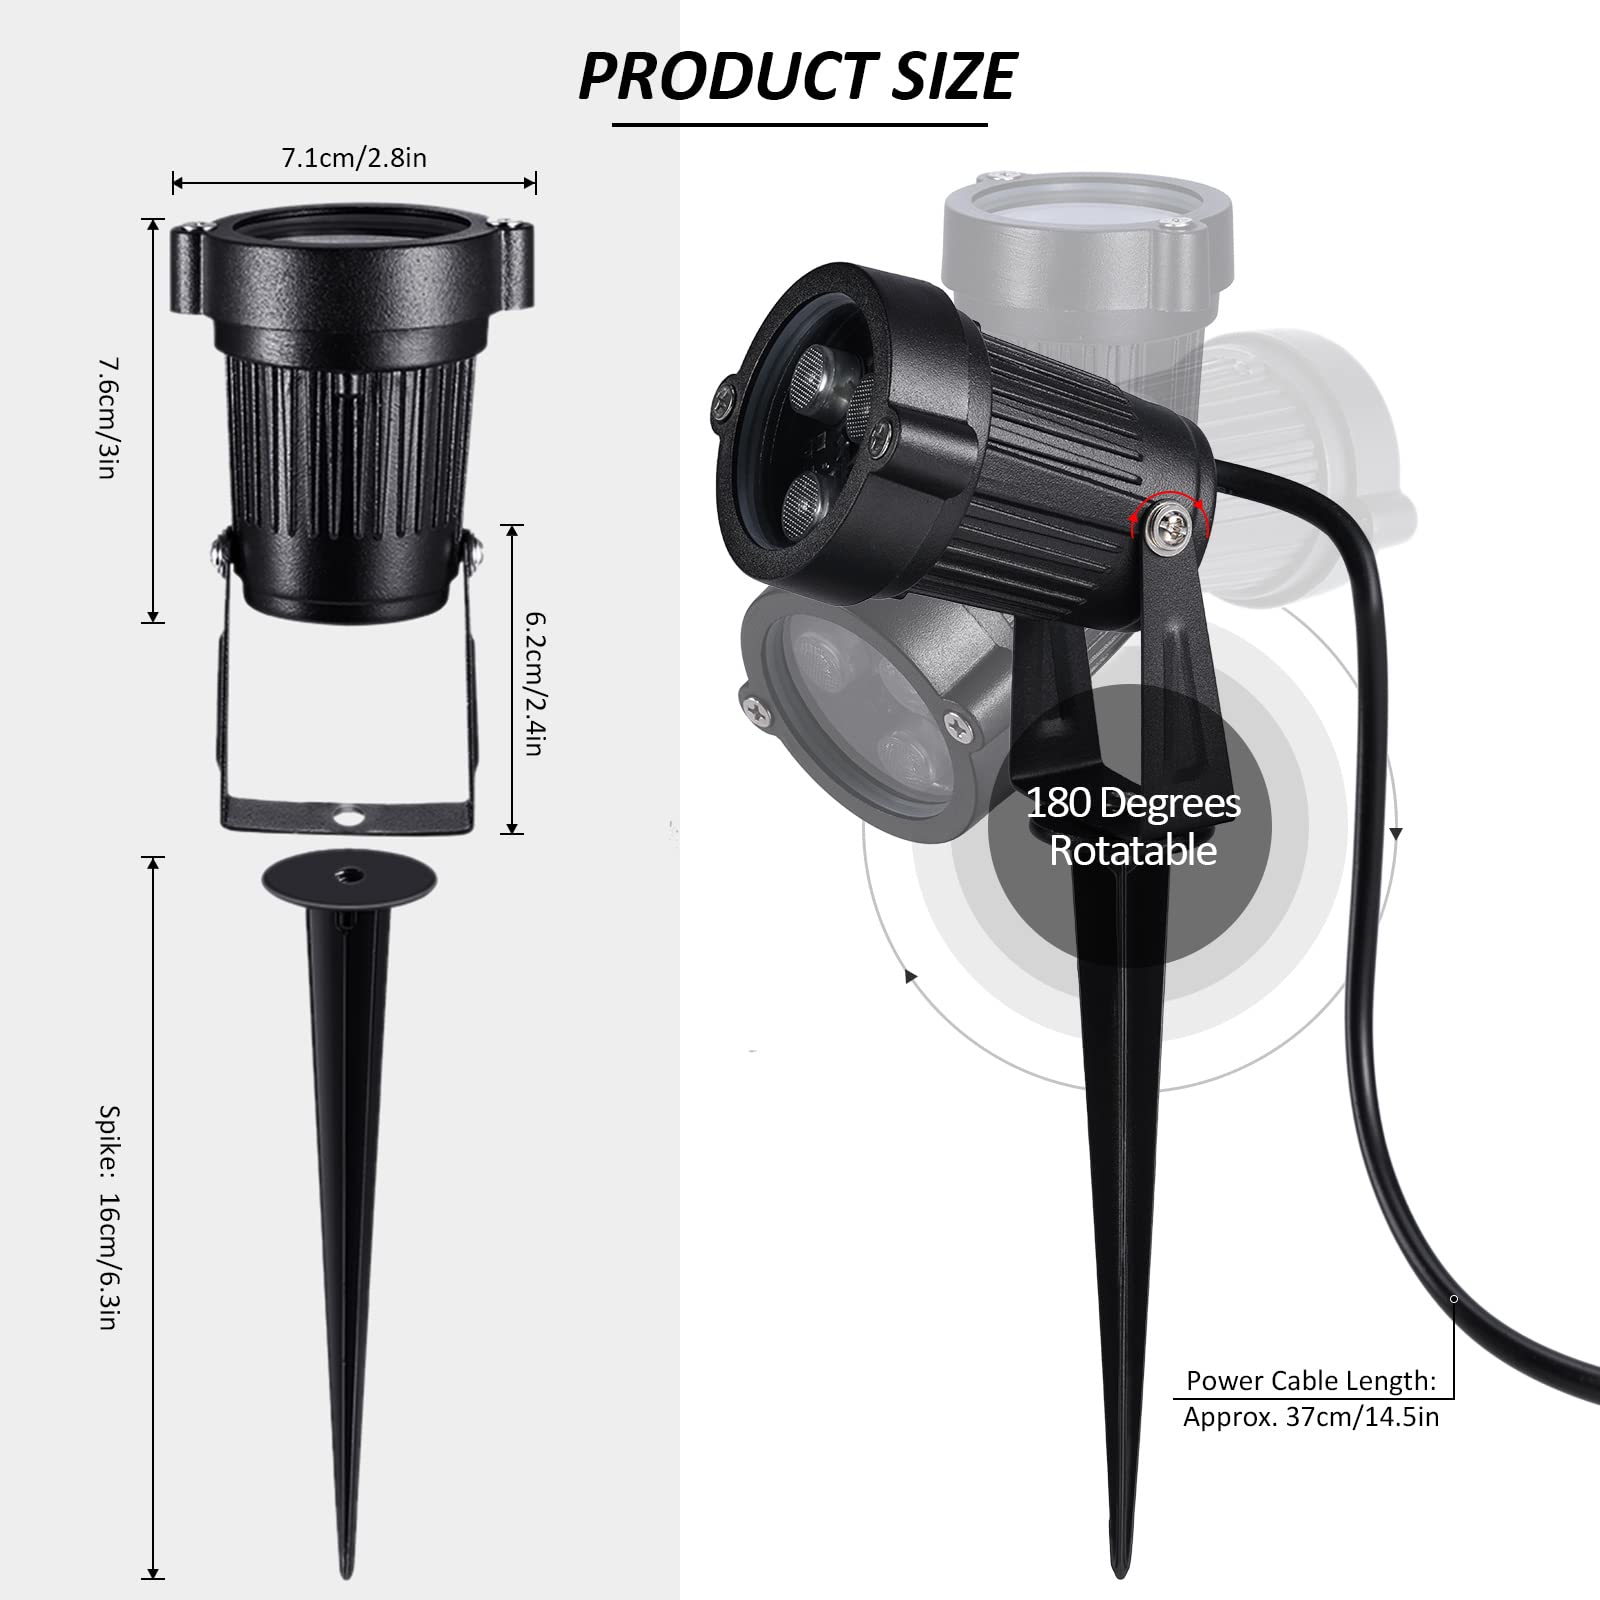 PRODUCT SIZE
7.1cm/2.8in
7.6cm/3in
6.2cm/2.4in
Spike: 16cm/6.3in
180 Degrees
Rotatable
Power Cable Length:
Approx. 37cm/14.5in